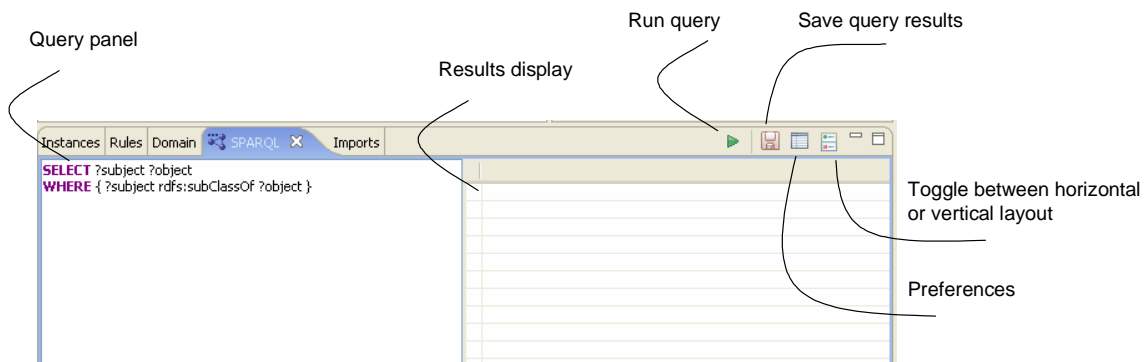 Run query
Save query results
Query panel
Results display
Instances Rules Domain SPARQL Imports
SELECT ?subject ?object
WHERE { ?subject rdfs:subClassOf ?object }
Toggle between horizontal
or vertical layout
Preferences